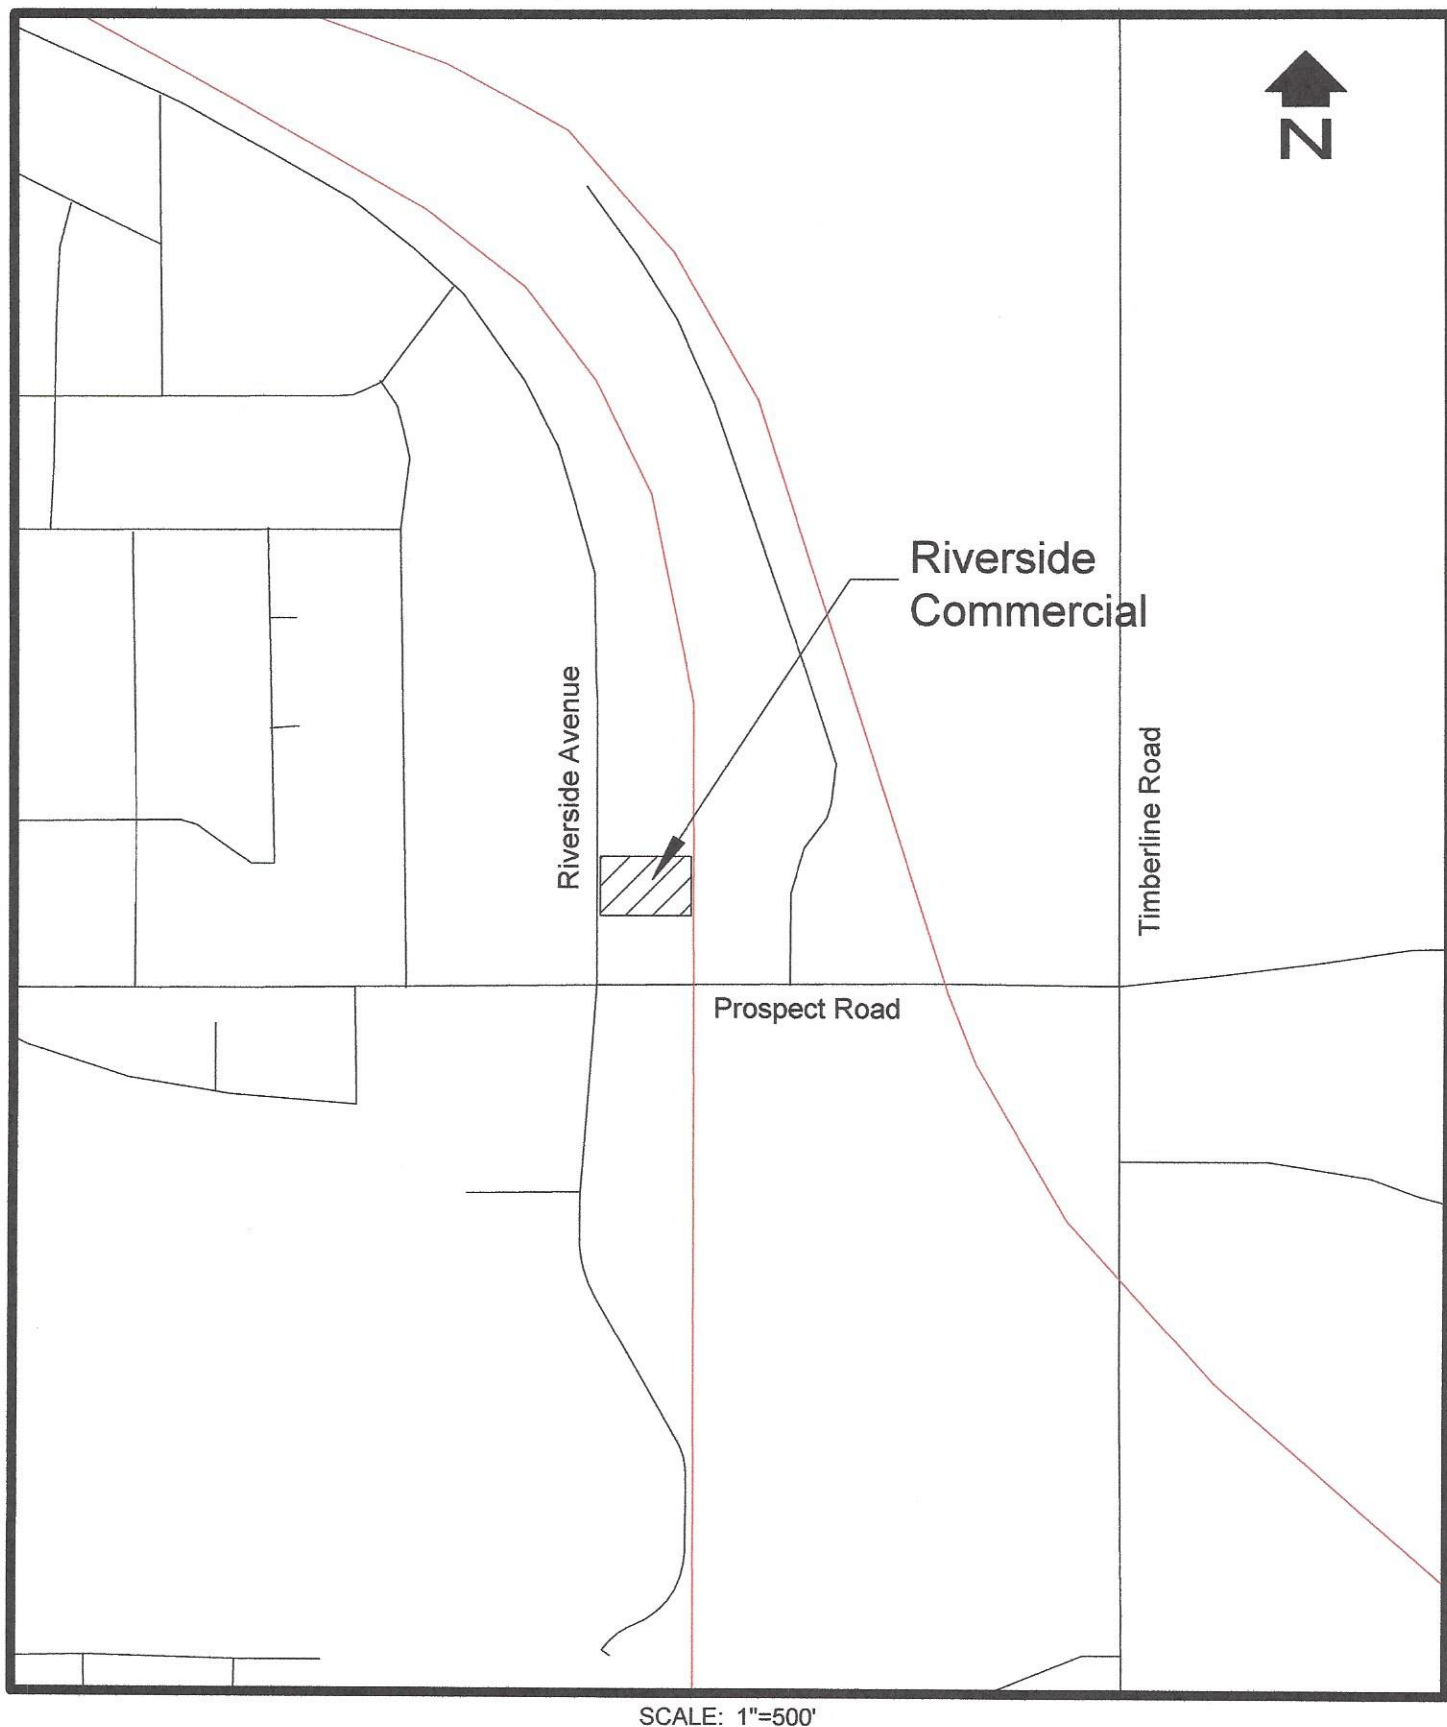 N
Riverside
Commercial
Riverside Avenue
Timberline Road
Prospect Road
SCALE: 1"=500'